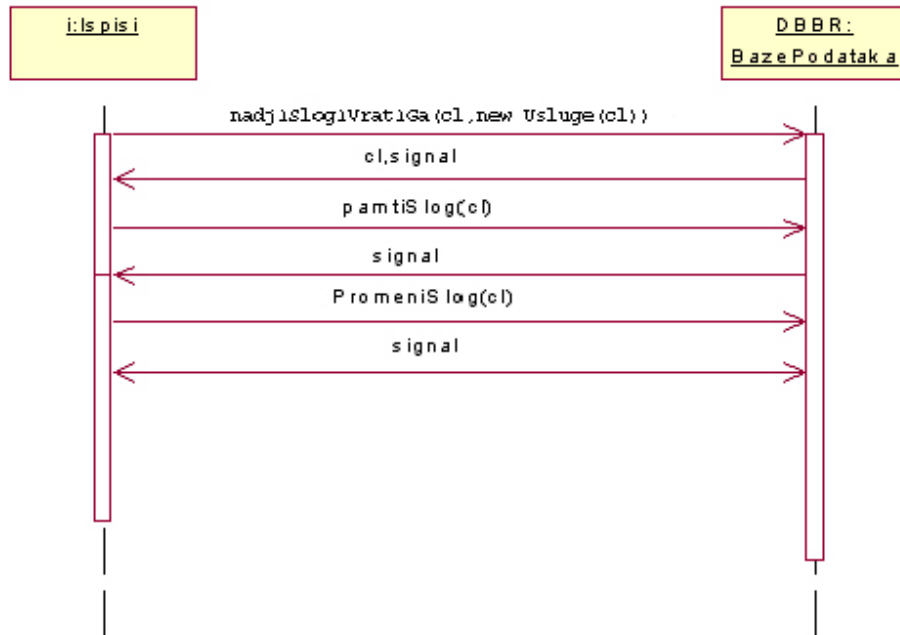 i:Ispisi
DBBR:
BazePodataka
nadjiSlogiVratiGa(cl,new Usluge(cl))
cl,signal
pamtiSlog(cl)
signal
PromeniSlog(cl)
signal